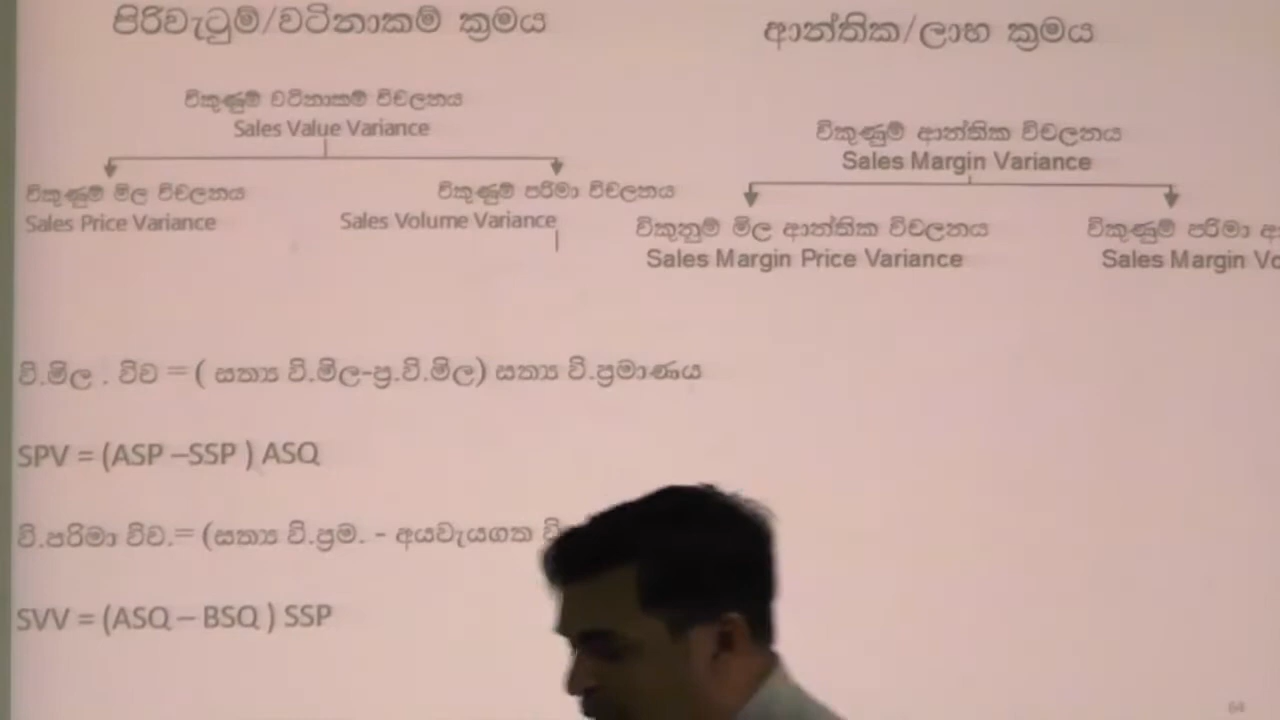 පිරිවැටුම්/වටිනාකම් ක්‍රමය
විකුණුම් වටිනාකම් විචලනය
Sales Value Variance
විකුණුම් මිල විචලනය
Sales Price Variance
විකුණුම් පරිමා විචලනය
Sales Volume Variance
ආන්තික/ලාභ ක්‍රමය
විකුණුම් ආන්තික විචලනය
Sales Margin Variance
විකුනුම් මිල ආන්තික විචලනය
Sales Margin Price Variance
විකුණුම් පරිමා
Sales Margin
වි.මිල . විච = ( සත්‍ය වි.මිල-ප්‍ර.වි.මිල) සත්‍ය වි.ප්‍රමාණය
SPV = (ASP –SSP ) ASQ
වි.පරිමා විච.= (සත්‍ය වි.ප්‍රම. - අයවැයගත
SVV = (ASQ – BSQ ) SSP
64